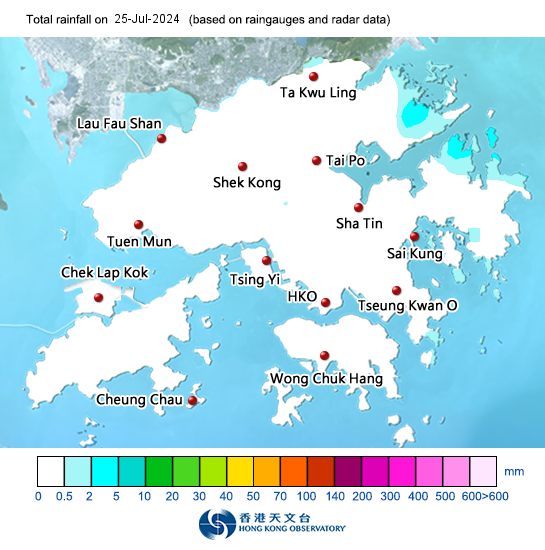 Total rainfall on 25-Jul-2024 (based on raingauges and radar data)
Ta Kwu Ling
Lau Fau Shan
Tai Po
Shek Kong
Sha Tin
Tuen Mun
Sai Kung
Chek Lap Kok
Tsing Yi
HKO
Tseung Kwan O
Wong Chuk Hang
Cheung Chau
mm
0 0.5 2 5 10 20 30 40 50 70 100 140 200 300 400 500 600>600
香港天文台
HONG KONG OBSERVATORY